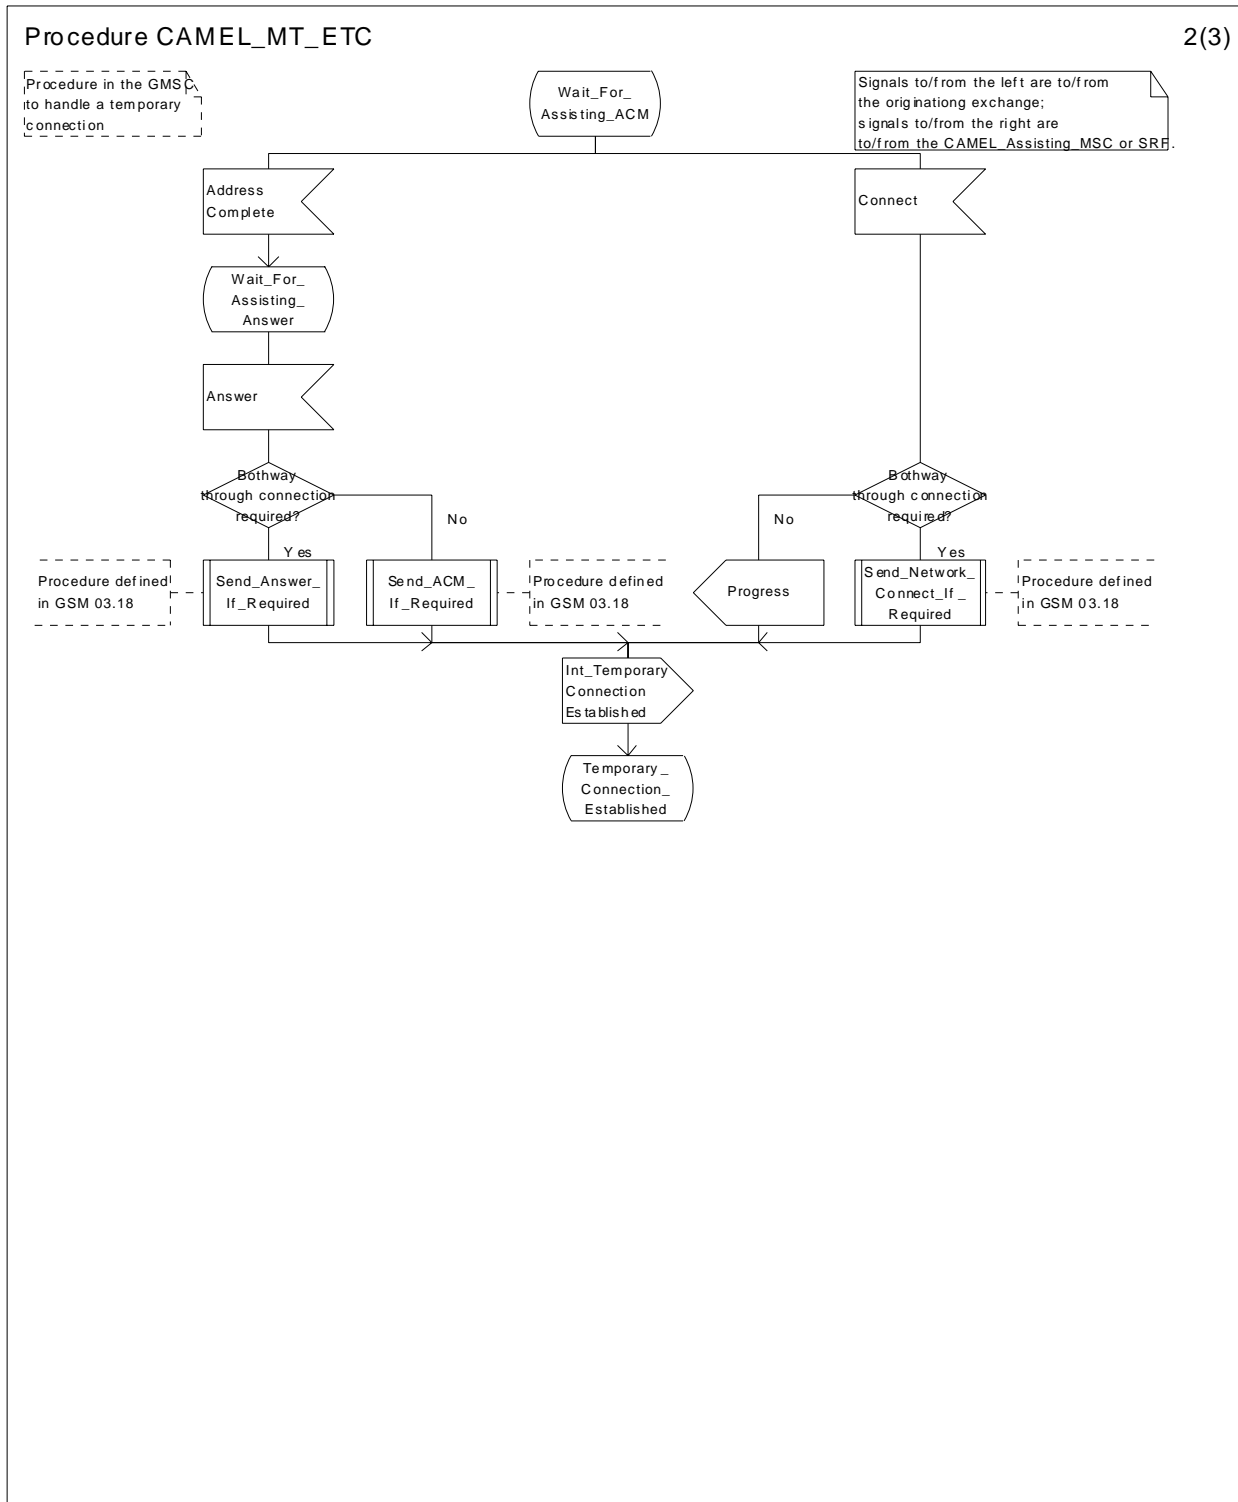 Procedure CAMEL_MT_ETC
2(3)
Procedure in the GMSC
to handle a temporary
connection
Wait_For_
Assisting_ACM
Signals to/from the left are to/from
the originationg exchange;
signals to/from the right are
to/from the CAMEL_Assisting_MSC or SRF.
Address
Complete
Connect
Wait_For_
Assisting_
Answer
Answer
Bothway
through connection
required?
Bothway
through connection
required?
No
No
Yes
Yes
Procedure defined
in GSM 03.18
Send_Answer_
If_Required
Send_ACM_
If_Required
Procedure defined
in GSM 03.18
Progress
Send_Network_
Connect_If_
Required
Procedure defined
in GSM 03.18
Int_Temporary
Connection
Established
Temporary_
Connection_
Established